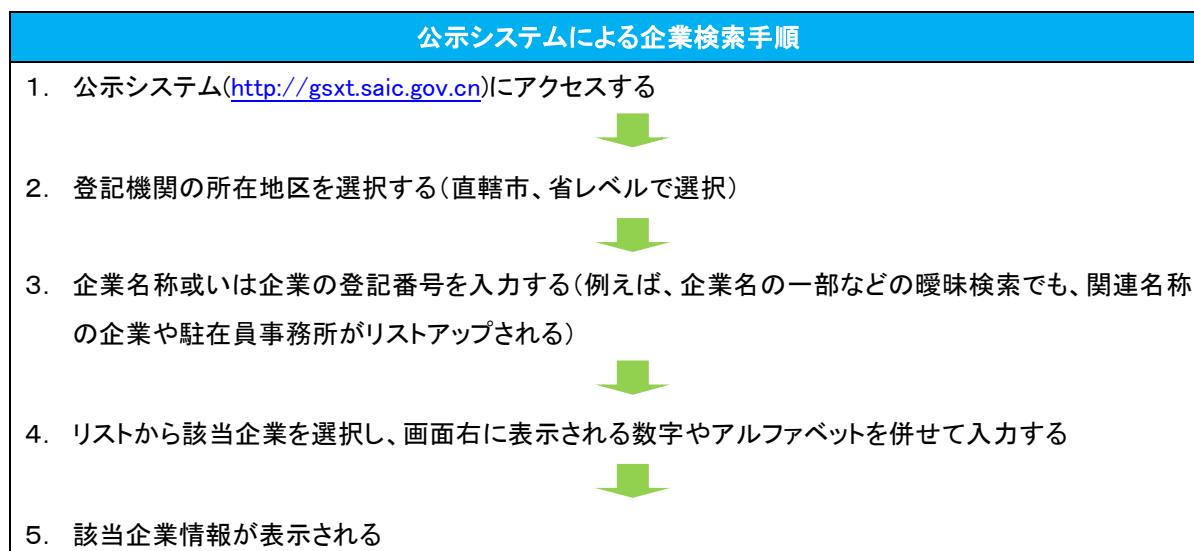 公示システムによる企業検索手順
1. 公示システム(http://gsxt.saic.gov.cn)にアクセスする
2. 登記機関の所在地区を選択する(直轄市、省レベルで選択)
3. 企業名称或いは企業の登記番号を入力する(例えば、企業名の一部などの曖昧検索でも、関連名称
の企業や駐在員事務所がリストアップされる)
4. リストから該当企業を選択し、画面右に表示される数字やアルファベットを併せて入力する
5. 該当企業情報が表示される